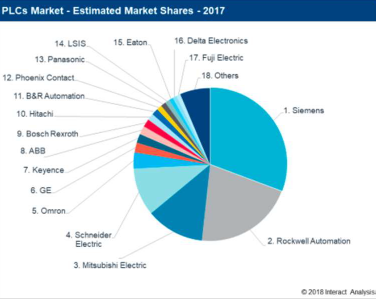 PLCs Market - Estimated Market Shares - 2017
14. LSIS
15. Eaton
16. Delta Electronics
13. Panasonic
17. Fuji Electric
12. Phoenix Contact
18. Others
11. B&R Automation
10. Hitachi
1. Siemens
9. Bosch Rexroth
8. ABB
7. Keyence
6. GE
5. Omron
4. Schneider
Electric
2. Rockwell Automation
3. Mitsubishi Electric
© 2018 Interact Analysis